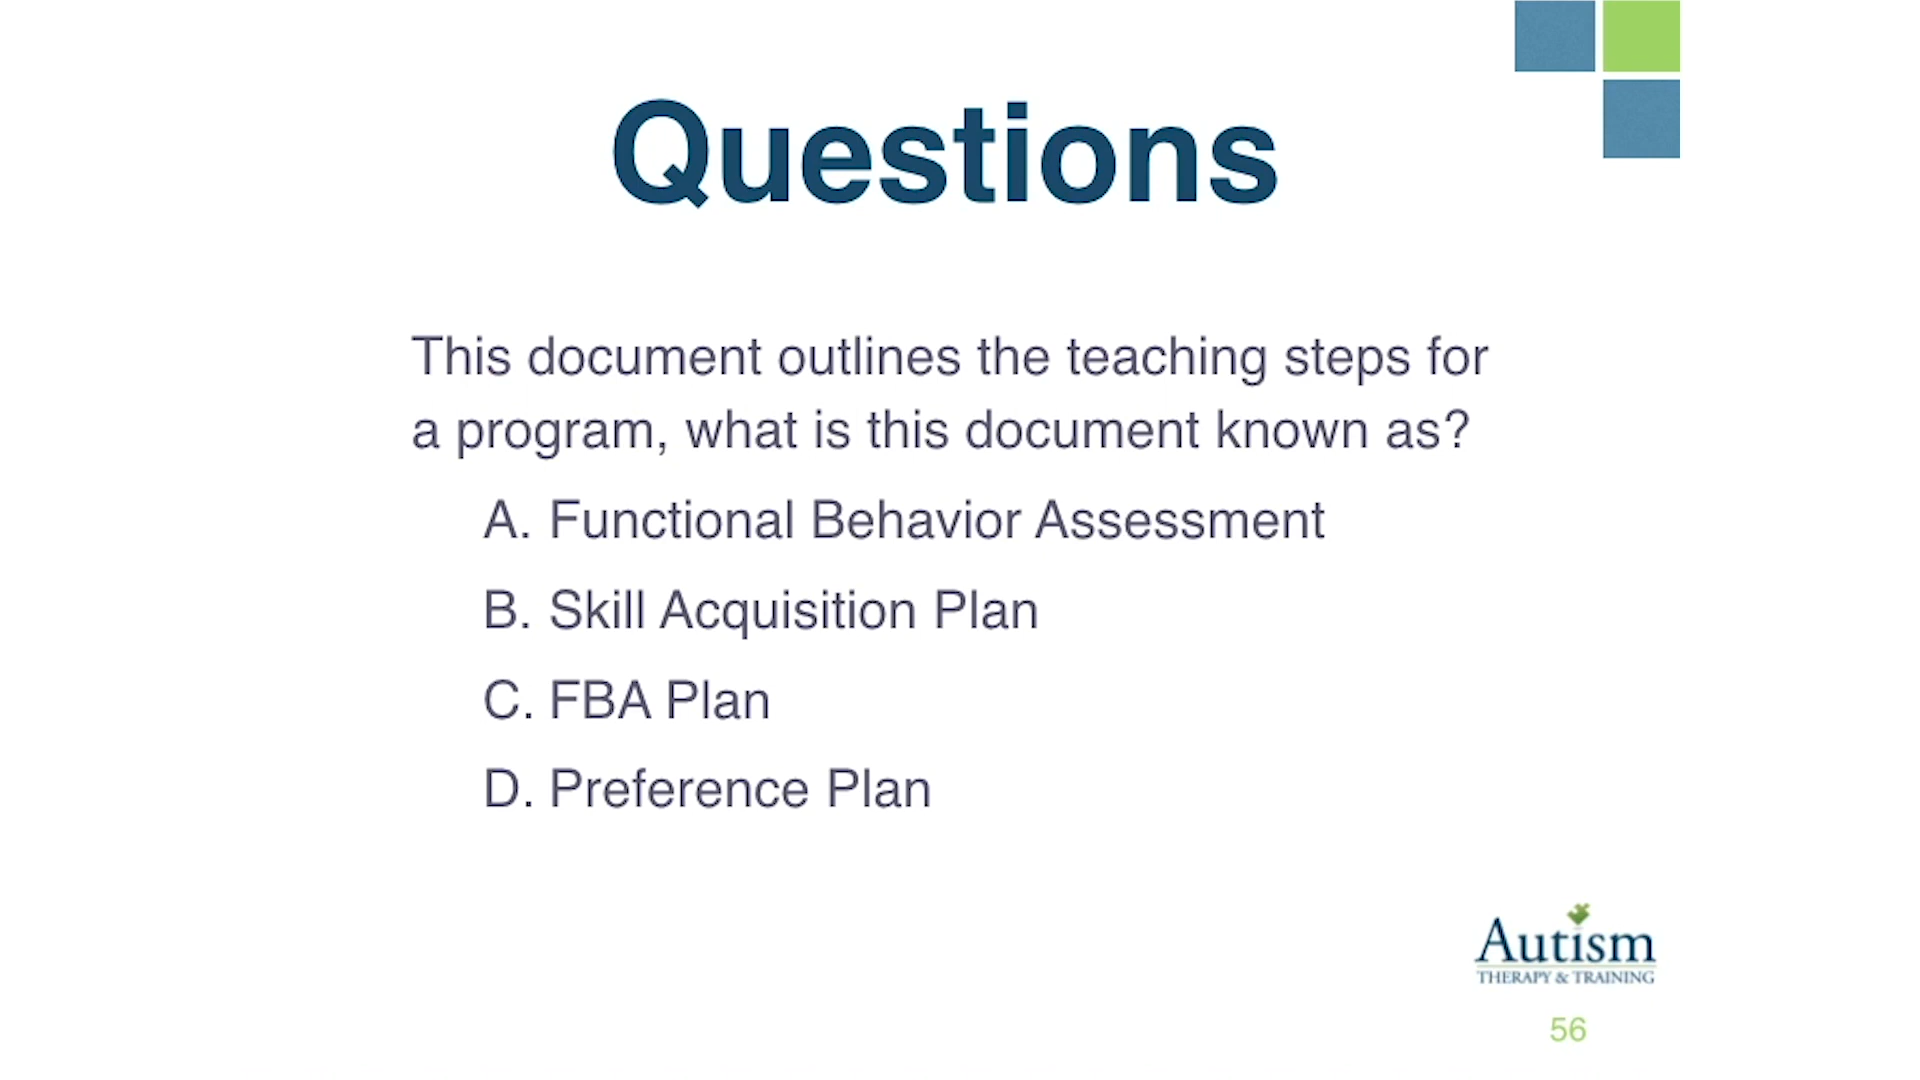 Questions
This document outlines the teaching steps for
a program, what is this document known as?
A. Functional Behavior Assessment
B. Skill Acquisition Plan
C. FBA Plan
D. Preference Plan
Autism
THERAPY & TRAINING
56